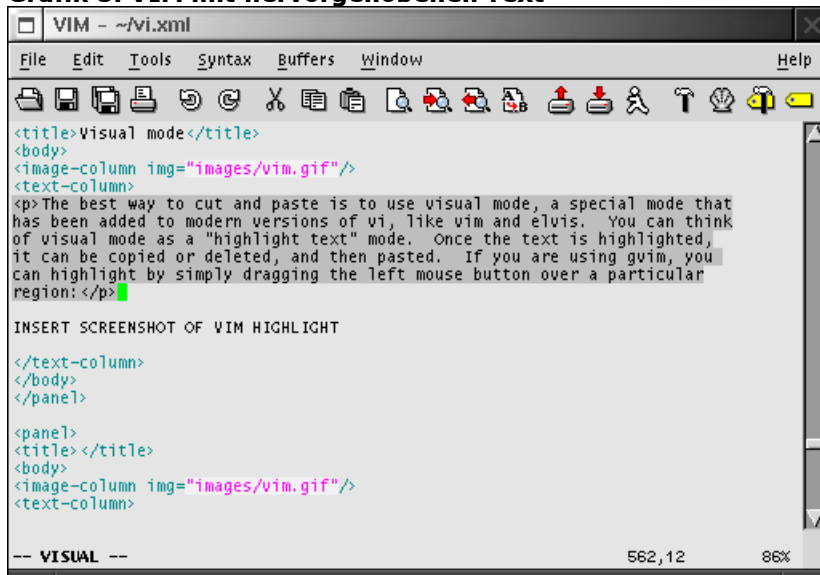 Grafik 3: VIM mit hervorgehobenen Text
VIM - ~/vi.xml
File Edit Tools Syntax Buffers Window Help
<title>Visual mode</title>
<body>
<image-column img="images/vim.gif"/>
<text-column>
<p>The best way to cut and paste is to use visual mode, a special mode that
has been added to modern versions of vi, like vim and elvis.  You can think
of visual mode as a "highlight text" mode.  Once the text is highlighted,
it can be copied or deleted, and then pasted.  If you are using gvim, you
can highlight by simply dragging the left mouse button over a particular
region:</p>
INSERT SCREENSHOT OF VIM HIGHLIGHT
</text-column>
</body>
</panel>
<panel>
<title></title>
<body>
<image-column img="images/vim.gif"/>
<text-column>
-- VISUAL -- 562,12 86%